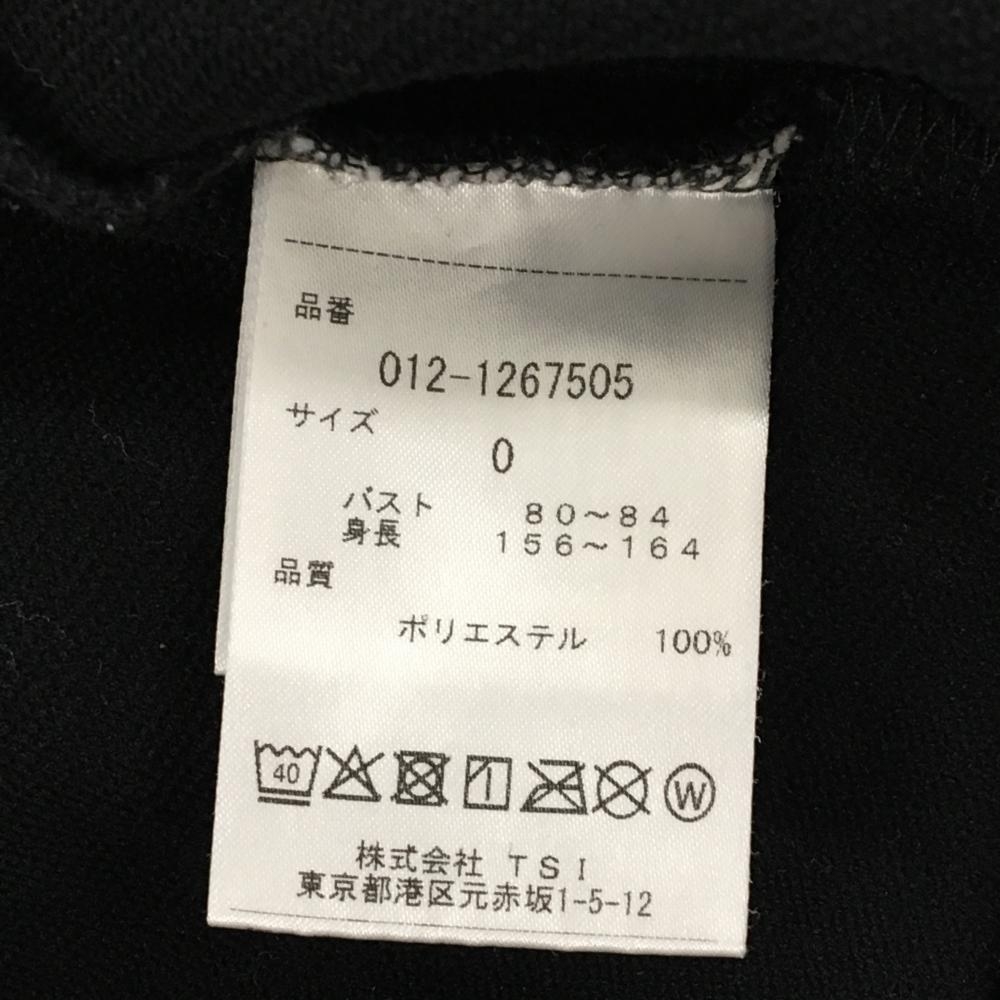 品番
012-1267505
サイズ
0
バスト 80~84
身長 156~164
品質
ポリエステル 100%
40 W
株式会社 TSI
東京都港区元赤坂1-5-12